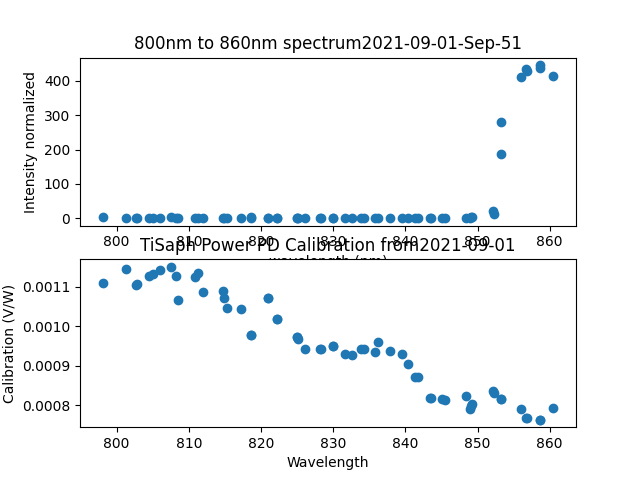 800nm to 860nm spectrum2021-09-01-Sep-51
Intensity normalized
400
300
200
100
0
800 810 820 830 840 850 860
wavelength (nm)
TiSaph Power PD Calibration from2021-09-01
Calibration (V/W)
0.0011
0.0010
0.0009
0.0008
800 810 820 830 840 850 860
Wavelength